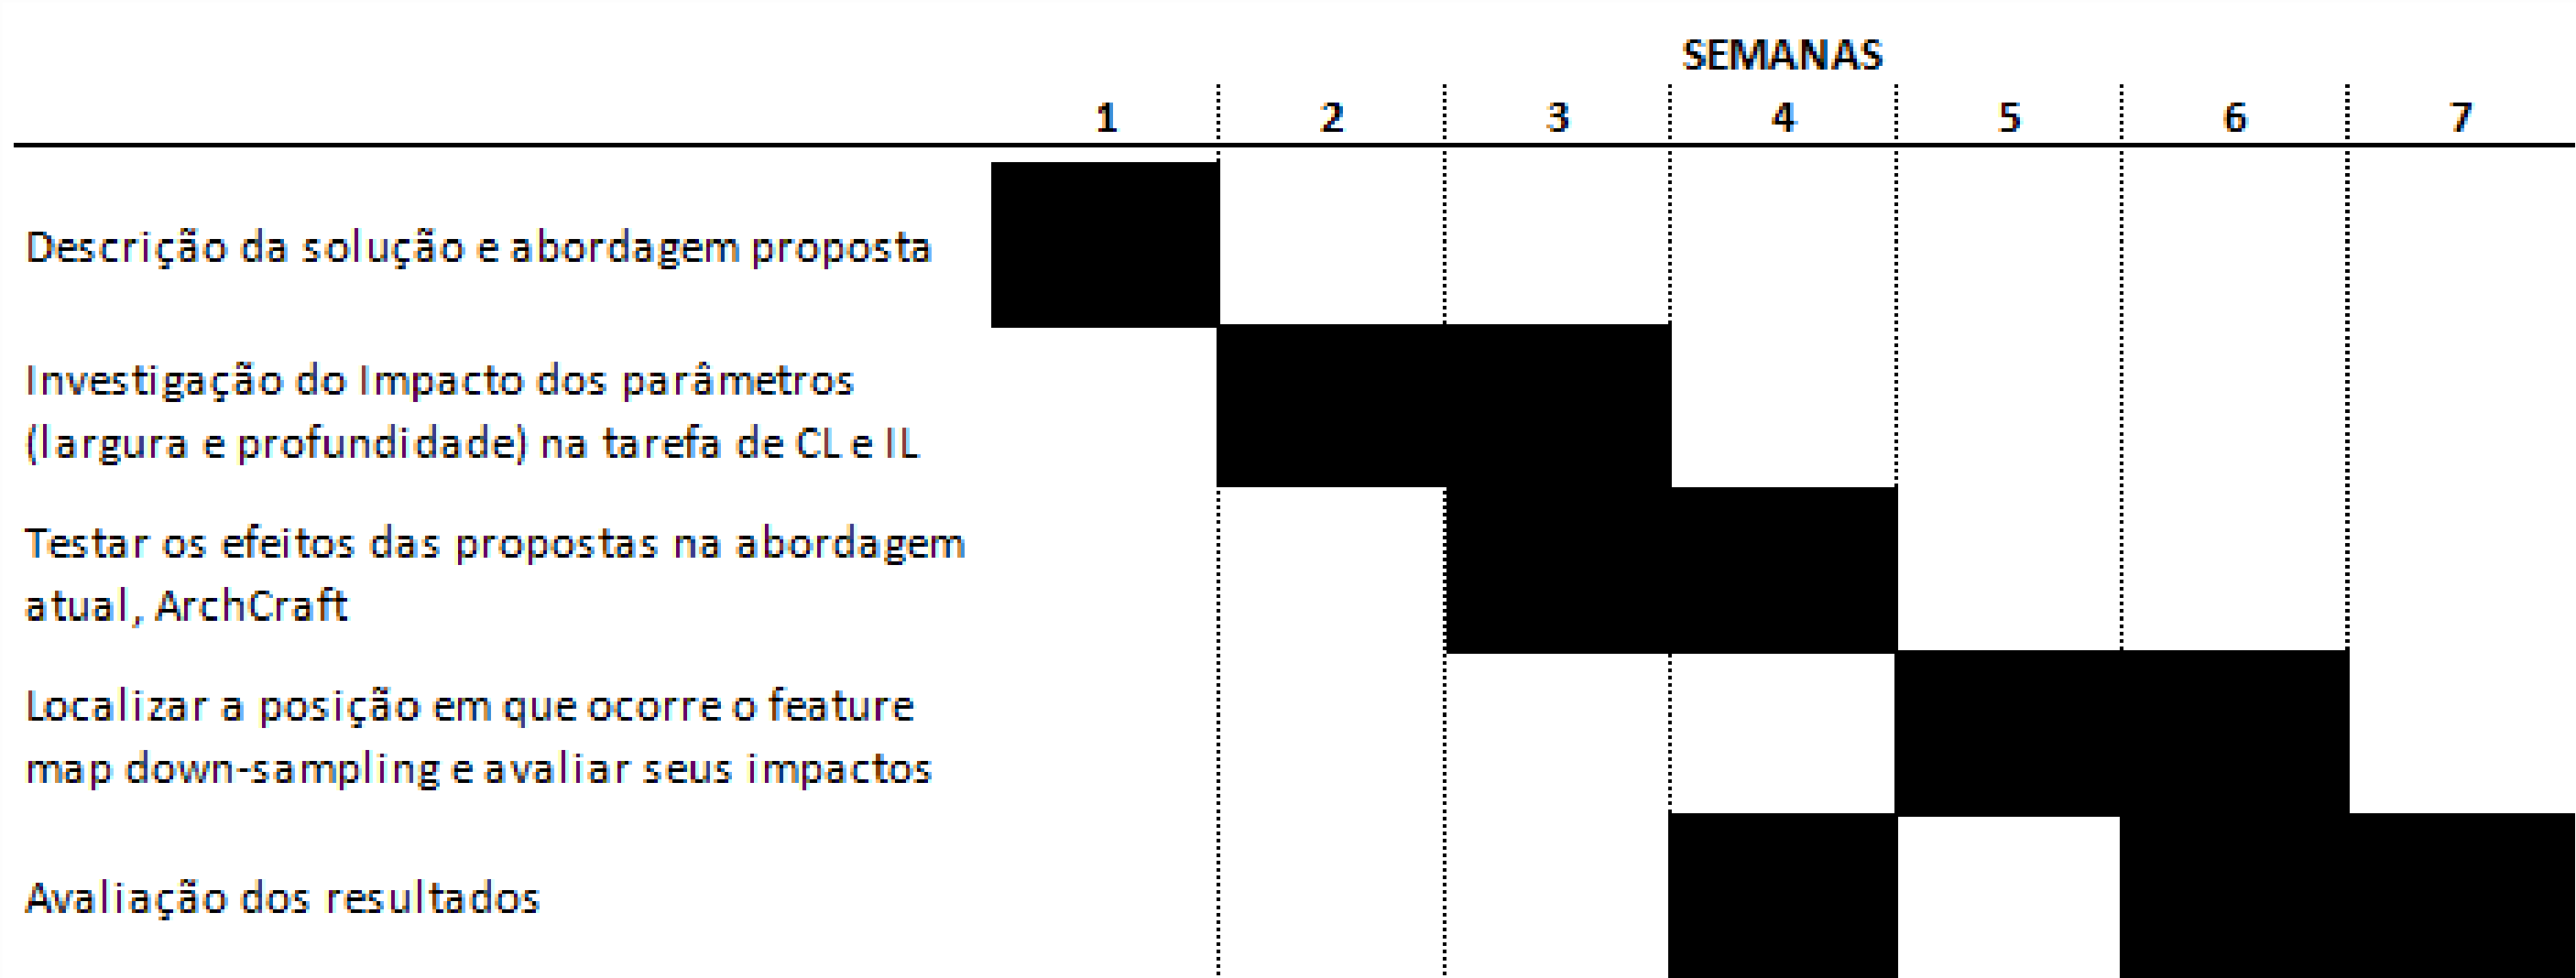 SEMANAS
1 2 3 4 5 6 7
Descrição da solução e abordagem proposta
Investigação do Impacto dos parâmetros
(largura e profundidade) na tarefa de CL e IL
Testar os efeitos das propostas na abordagem
atual, ArchCraft
Localizar a posição em que ocorre o feature
map down-sampling e avaliar seus impactos
Avaliação dos resultados